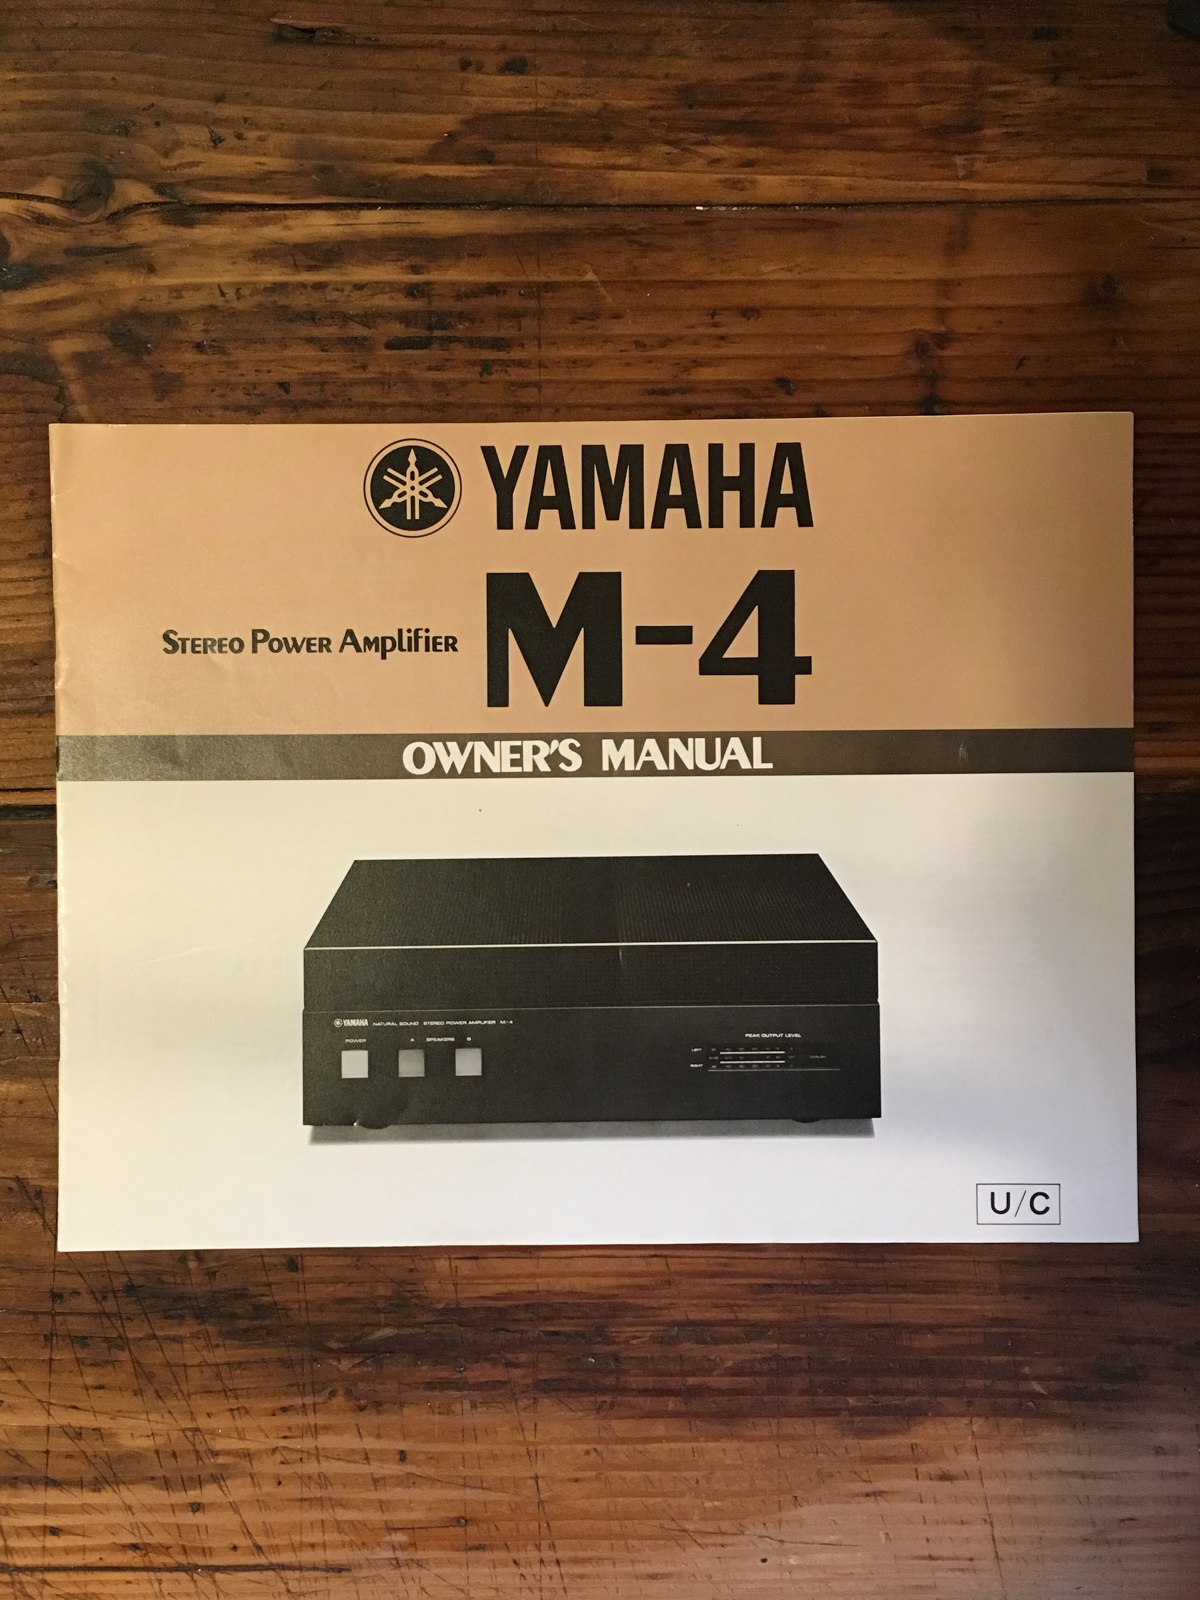 YAMAHA
Stereo Power Amplifier M-4
OWNER'S MANUAL
YAMAHA NATURAL SOUND STEREO POWER AMPLIFIER M-4
POWER A SPEAKERS B
PEAK OUTPUT LEVEL
LEFT
RIGHT
U/C